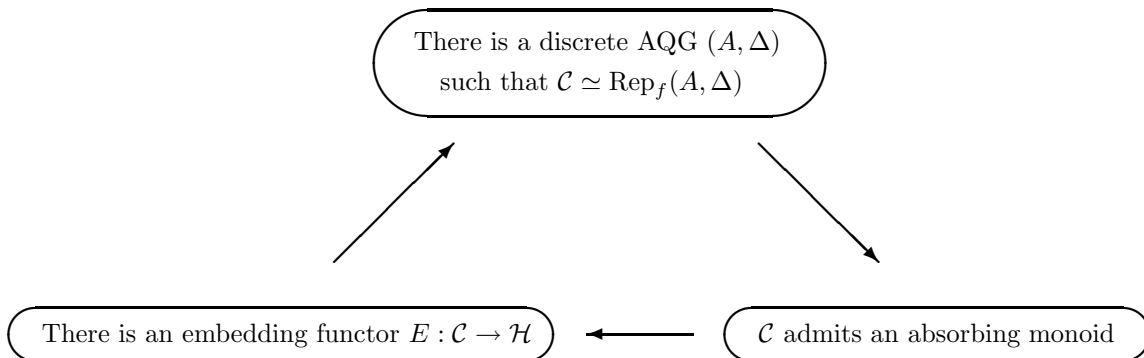 There is a discrete AQG (A, Δ)
such that 𝒞 ≃ Rep_f(A, Δ)
There is an embedding functor E : 𝒞 → ℋ
𝒞 admits an absorbing monoid